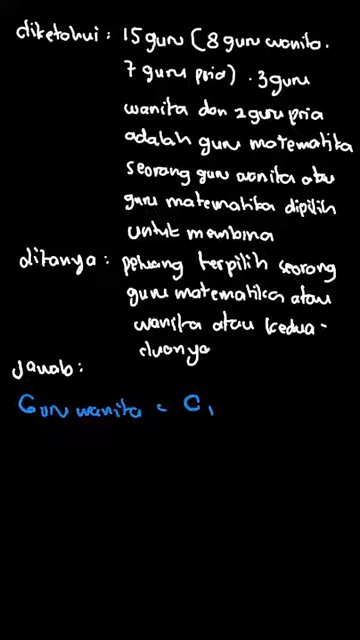 diketahui : 15 guru (8 guru wanita.
7 guru pria) . 3 guru
wanita dan 2 guru pria
adalah guru matematika
seorang guru wanita atau
guru matematika dipilih
untuk membina
ditanya : peluang terpilih seorang
guru matematika atau
wanita atau kedua-
duanya
Jawab :
Guru wanita = C₁